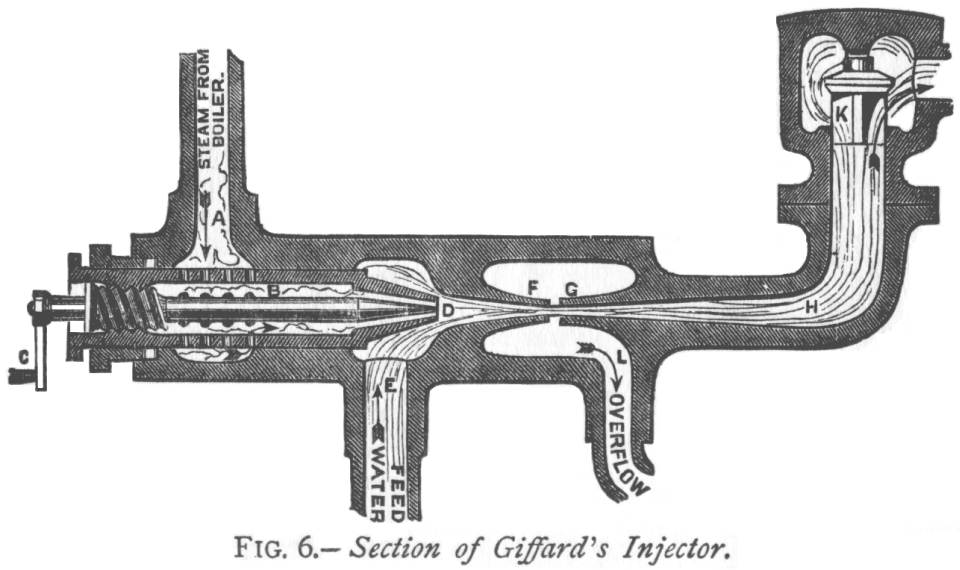 STEAM FROM
BOILER.
A
B
C
D
E
F
G
H
K
L
WATER
FEED
OVERFLOW
FIG. 6.— Section of Giffard's Injector.